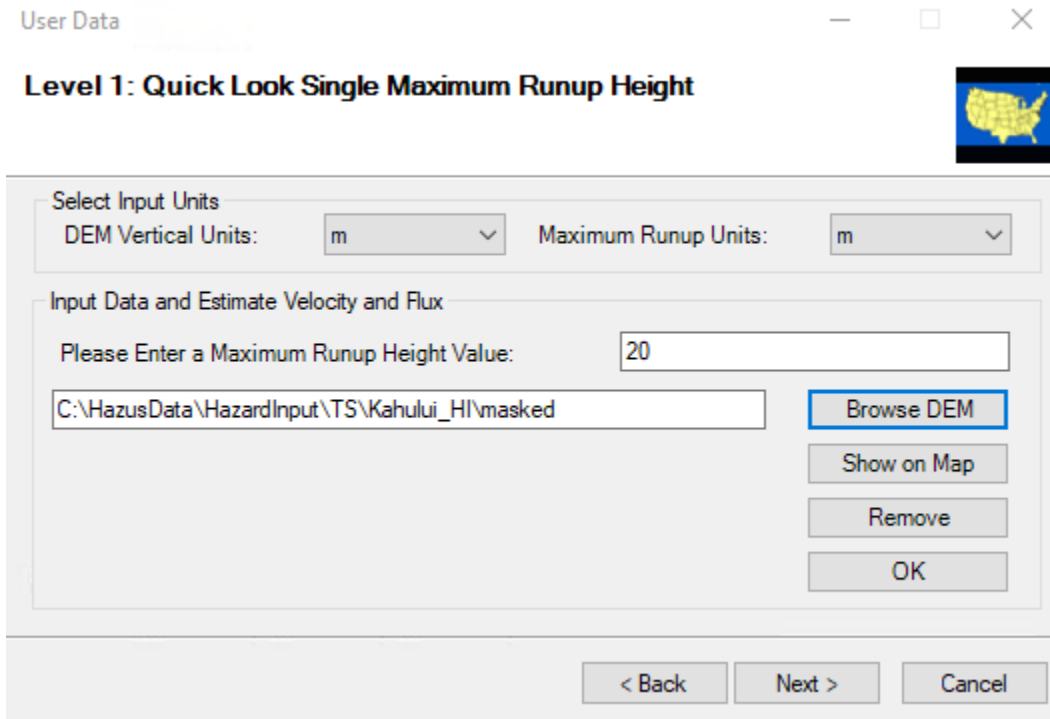 User Data
Level 1: Quick Look Single Maximum Runup Height
Select Input Units
DEM Vertical Units: m Maximum Runup Units: m
Input Data and Estimate Velocity and Flux
Please Enter a Maximum Runup Height Value: 20
C:\HazusData\HazardInput\TS\Kahului_HI\masked Browse DEM
Show on Map
Remove
OK
< Back Next > Cancel